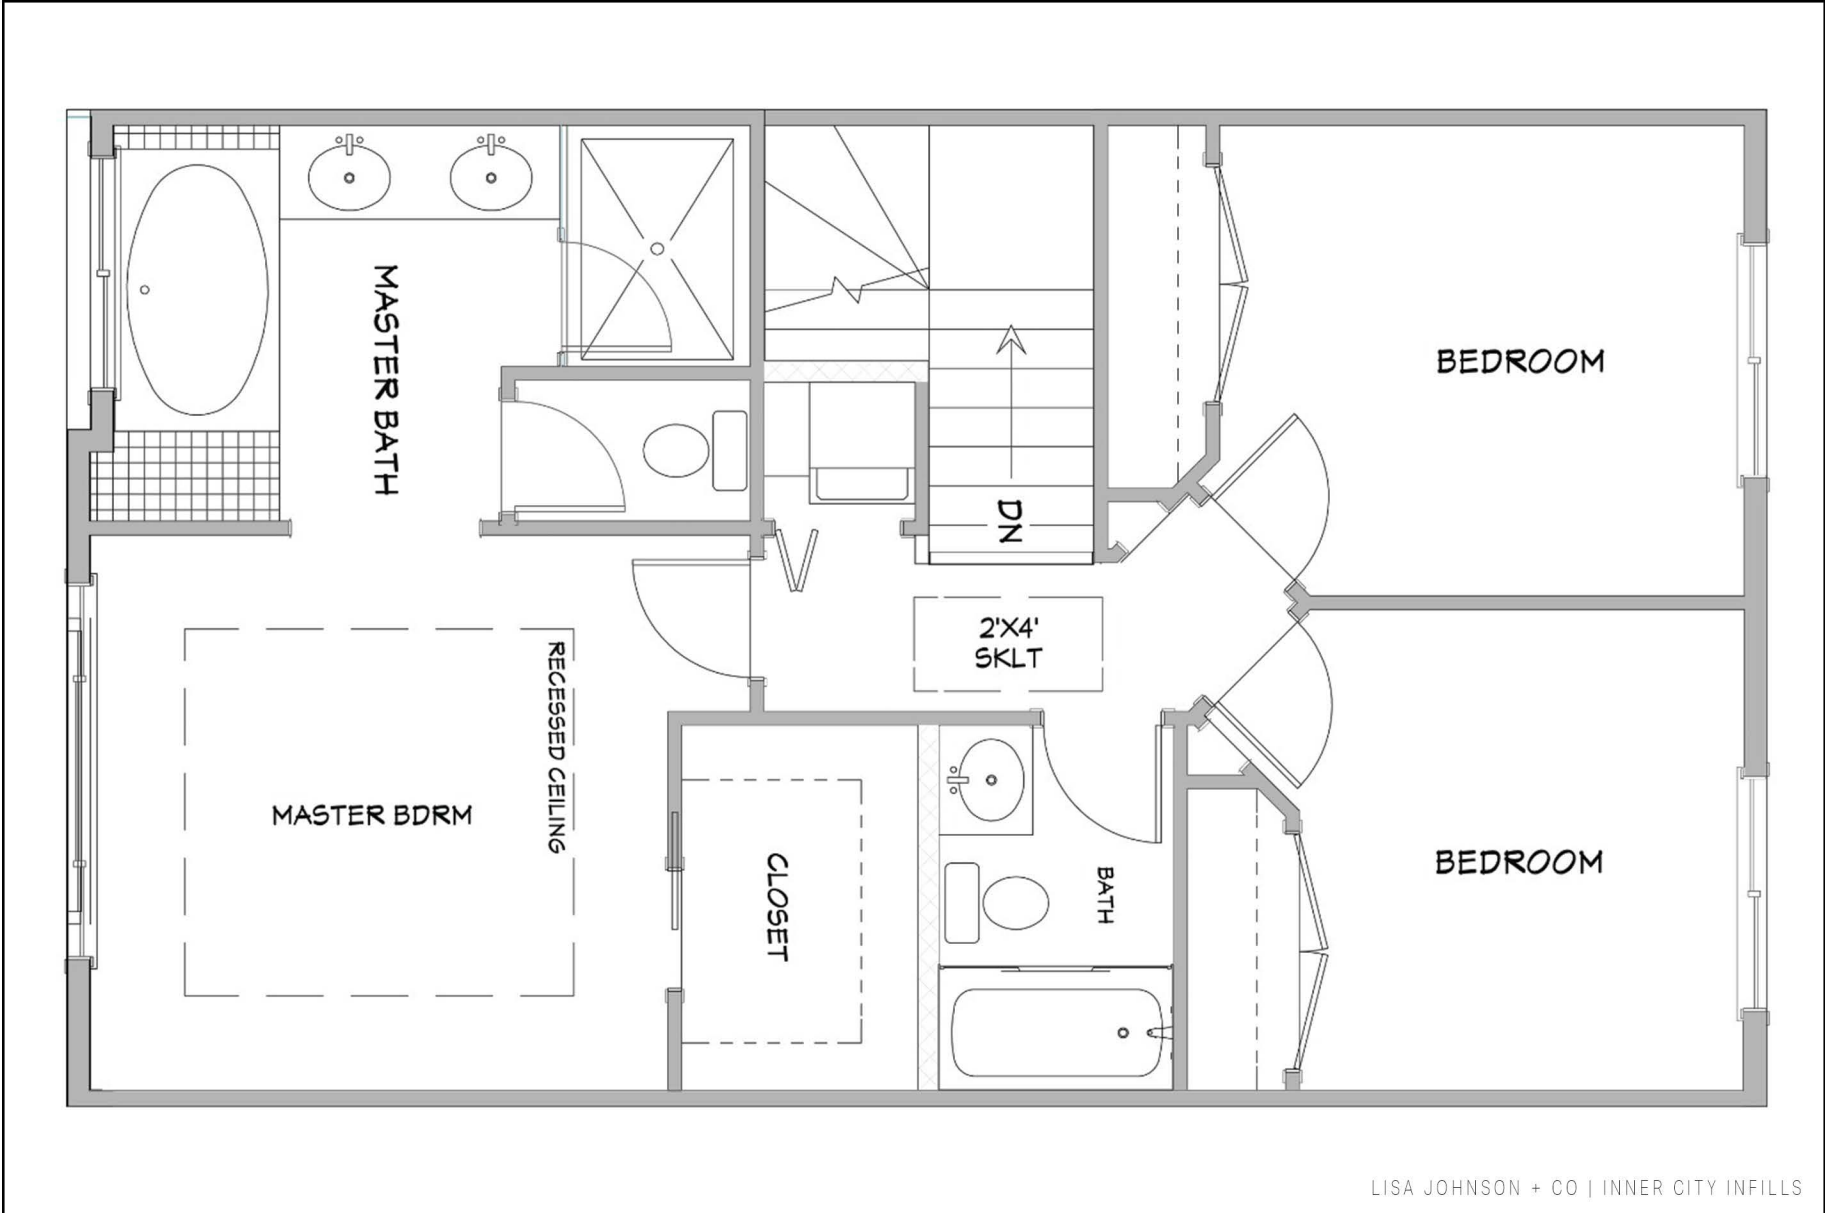 MASTER BATH
BEDROOM
DN
2'X4'
SKLT
RECESSED CEILING
MASTER BDRM
CLOSET
BATH
BEDROOM
LISA JOHNSON + CO | INNER CITY INFILLS